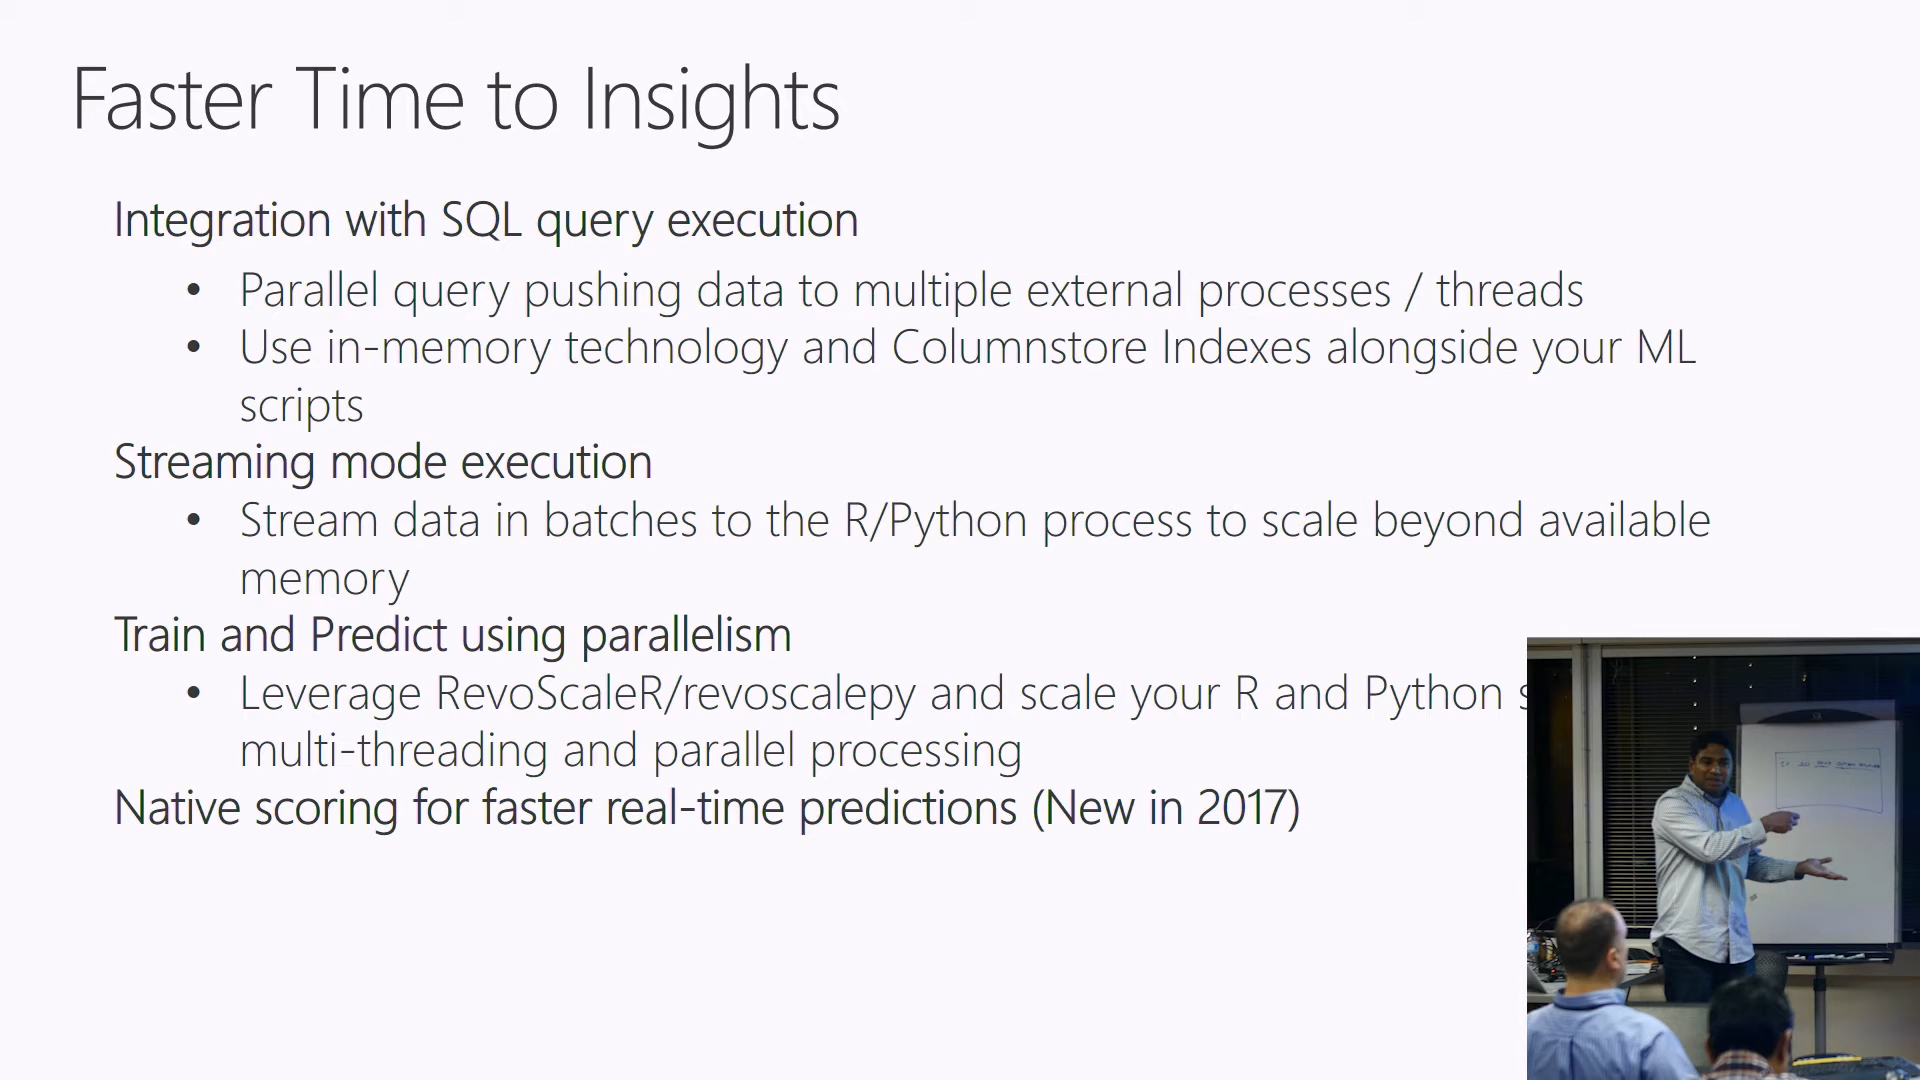 Faster Time to Insights
Integration with SQL query execution
• Parallel query pushing data to multiple external processes / threads
• Use in-memory technology and Columnstore Indexes alongside your ML
scripts
Streaming mode execution
• Stream data in batches to the R/Python process to scale beyond available
memory
Train and Predict using parallelism
• Leverage RevoScaleR/revoscalepy and scale your R and Python
multi-threading and parallel processing
Native scoring for faster real-time predictions (New in 2017)